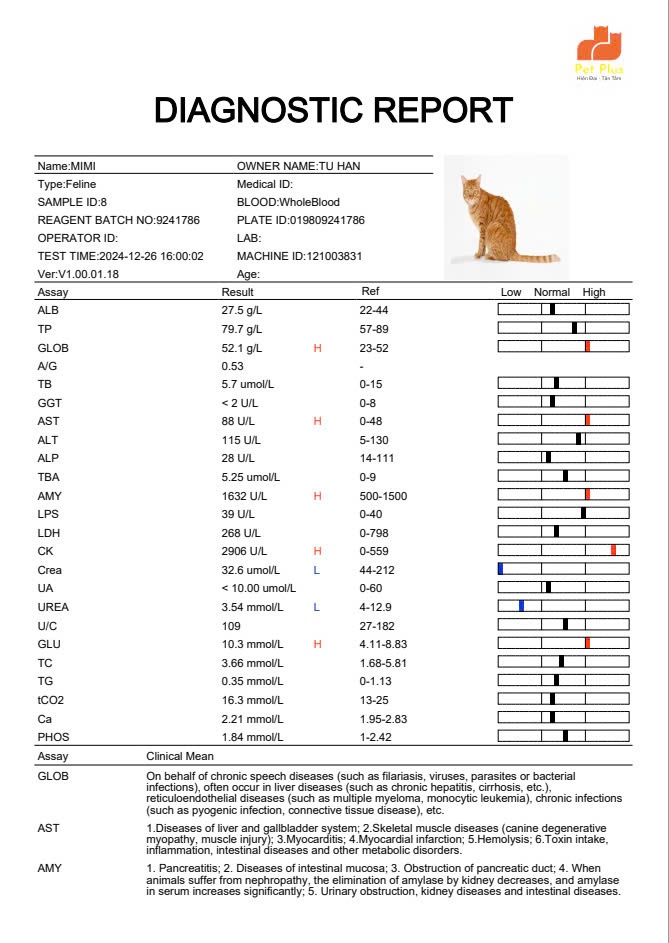 Pet Plus
Hiện Đại - Tận Tâm
DIAGNOSTIC REPORT
Name:MIMI OWNER NAME:TU HAN
Type:Feline Medical ID:
SAMPLE ID:8 BLOOD:WholeBlood
REAGENT BATCH NO:9241786 PLATE ID:019809241786
OPERATOR ID: LAB:
TEST TIME:2024-12-26 16:00:02 MACHINE ID:121003831
Ver:V1.00.01.18 Age:
Assay Result Ref Low Normal High
ALB 27.5 g/L 22-44
TP 79.7 g/L 57-89
GLOB 52.1 g/L H 23-52
A/G 0.53 -
TB 5.7 umol/L 0-15
GGT < 2 U/L 0-8
AST 88 U/L H 0-48
ALT 115 U/L 5-130
ALP 28 U/L 14-111
TBA 5.25 umol/L 0-9
AMY 1632 U/L H 500-1500
LPS 39 U/L 0-40
LDH 268 U/L 0-798
CK 2906 U/L H 0-559
Crea 32.6 umol/L L 44-212
UA < 10.00 umol/L 0-60
UREA 3.54 mmol/L L 4-12.9
U/C 109 27-182
GLU 10.3 mmol/L H 4.11-8.83
TC 3.66 mmol/L 1.68-5.81
TG 0.35 mmol/L 0-1.13
tCO2 16.3 mmol/L 13-25
Ca 2.21 mmol/L 1.95-2.83
PHOS 1.84 mmol/L 1-2.42
Assay Clinical Mean
GLOB On behalf of chronic speech diseases (such as filariasis, viruses, parasites or bacterial
infections), often occur in liver diseases (such as chronic hepatitis, cirrhosis, etc.),
reticuloendothelial diseases (such as multiple myeloma, monocytic leukemia), chronic infections
(such as pyogenic infection, connective tissue disease), etc.
AST 1.Diseases of liver and gallbladder system; 2.Skeletal muscle diseases (canine degenerative
myopathy, muscle injury); 3.Myocarditis; 4.Myocardial infarction; 5.Hemolysis; 6.Toxin intake,
inflammation, intestinal diseases and other metabolic disorders.
AMY 1. Pancreatitis; 2. Diseases of intestinal mucosa; 3. Obstruction of pancreatic duct; 4. When
animals suffer from nephropathy, the elimination of amylase by kidney decreases, and amylase
in serum increases significantly; 5. Urinary obstruction, kidney diseases and intestinal diseases.